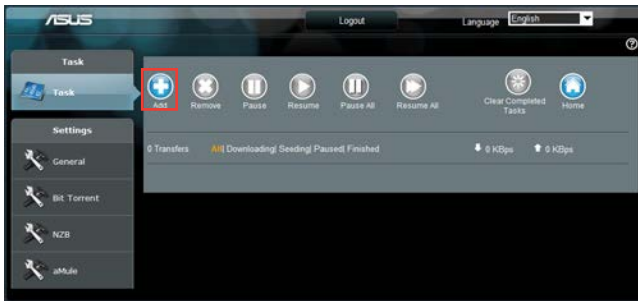 ASUS
Logout
Language English
Task
Task
Settings
General
Bit Torrent
NZB
aMule
Add
Remove
Pause
Resume
Pause All
Resume All
Clear Completed
Tasks
Home
0 Transfers All| Downloading| Seeding| Paused| Finished 0 KBps 0 KBps